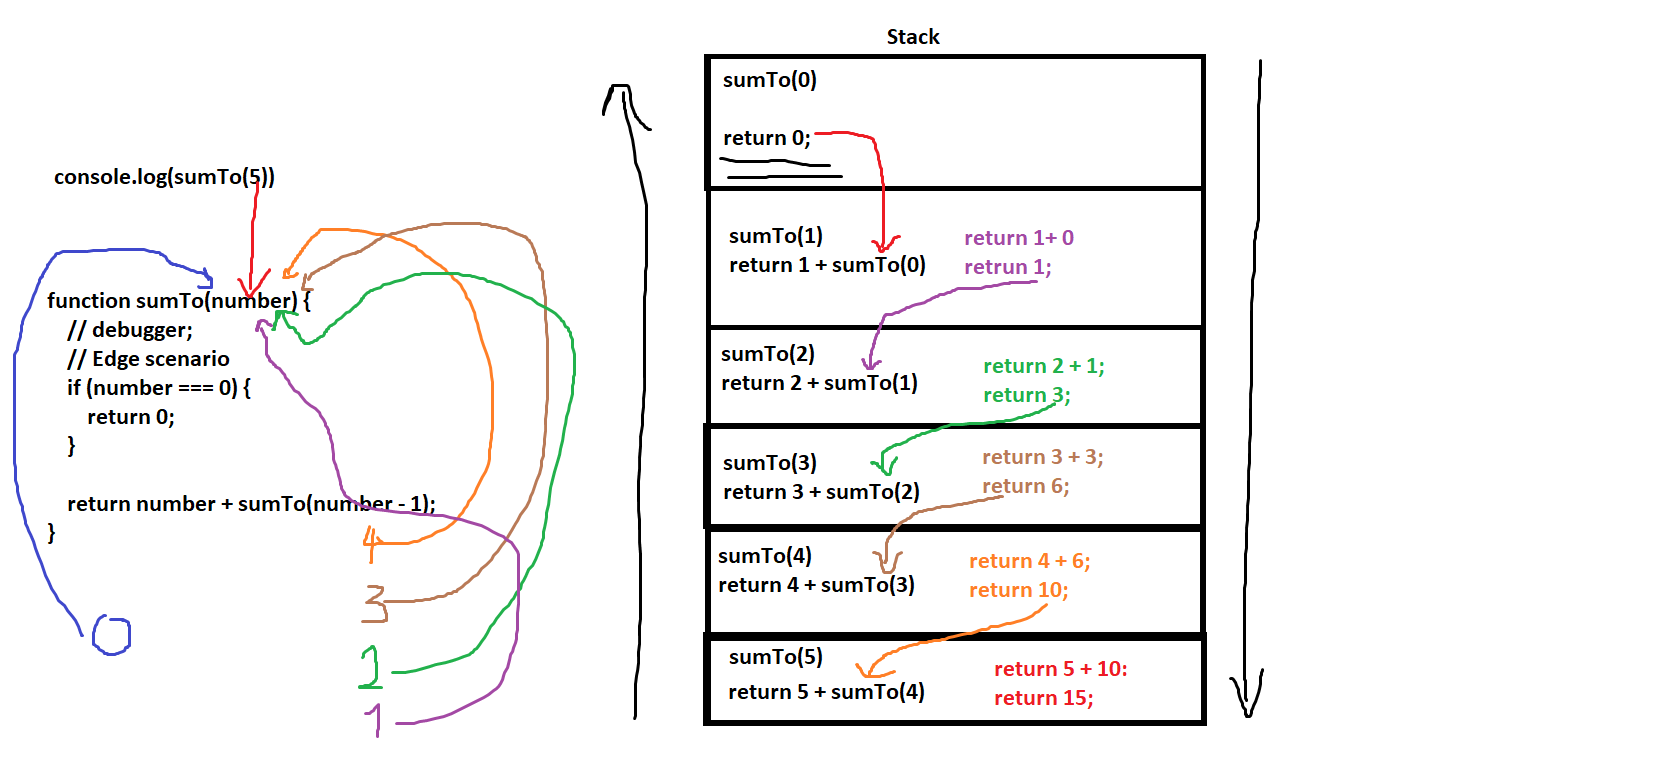 Stack
console.log(sumTo(5))
function sumTo(number) {
// debugger;
// Edge scenario
if (number === 0) {
return 0;
}
return number + sumTo(number - 1);
}
4
3
2
1
0
sumTo(0)
return 0;
sumTo(1)
return 1 + sumTo(0)
return 1+ 0
retrun 1;
sumTo(2)
return 2 + sumTo(1)
return 2 + 1;
return 3;
sumTo(3)
return 3 + sumTo(2)
return 3 + 3;
return 6;
sumTo(4)
return 4 + sumTo(3)
return 4 + 6;
return 10;
sumTo(5)
return 5 + sumTo(4)
return 5 + 10:
return 15;